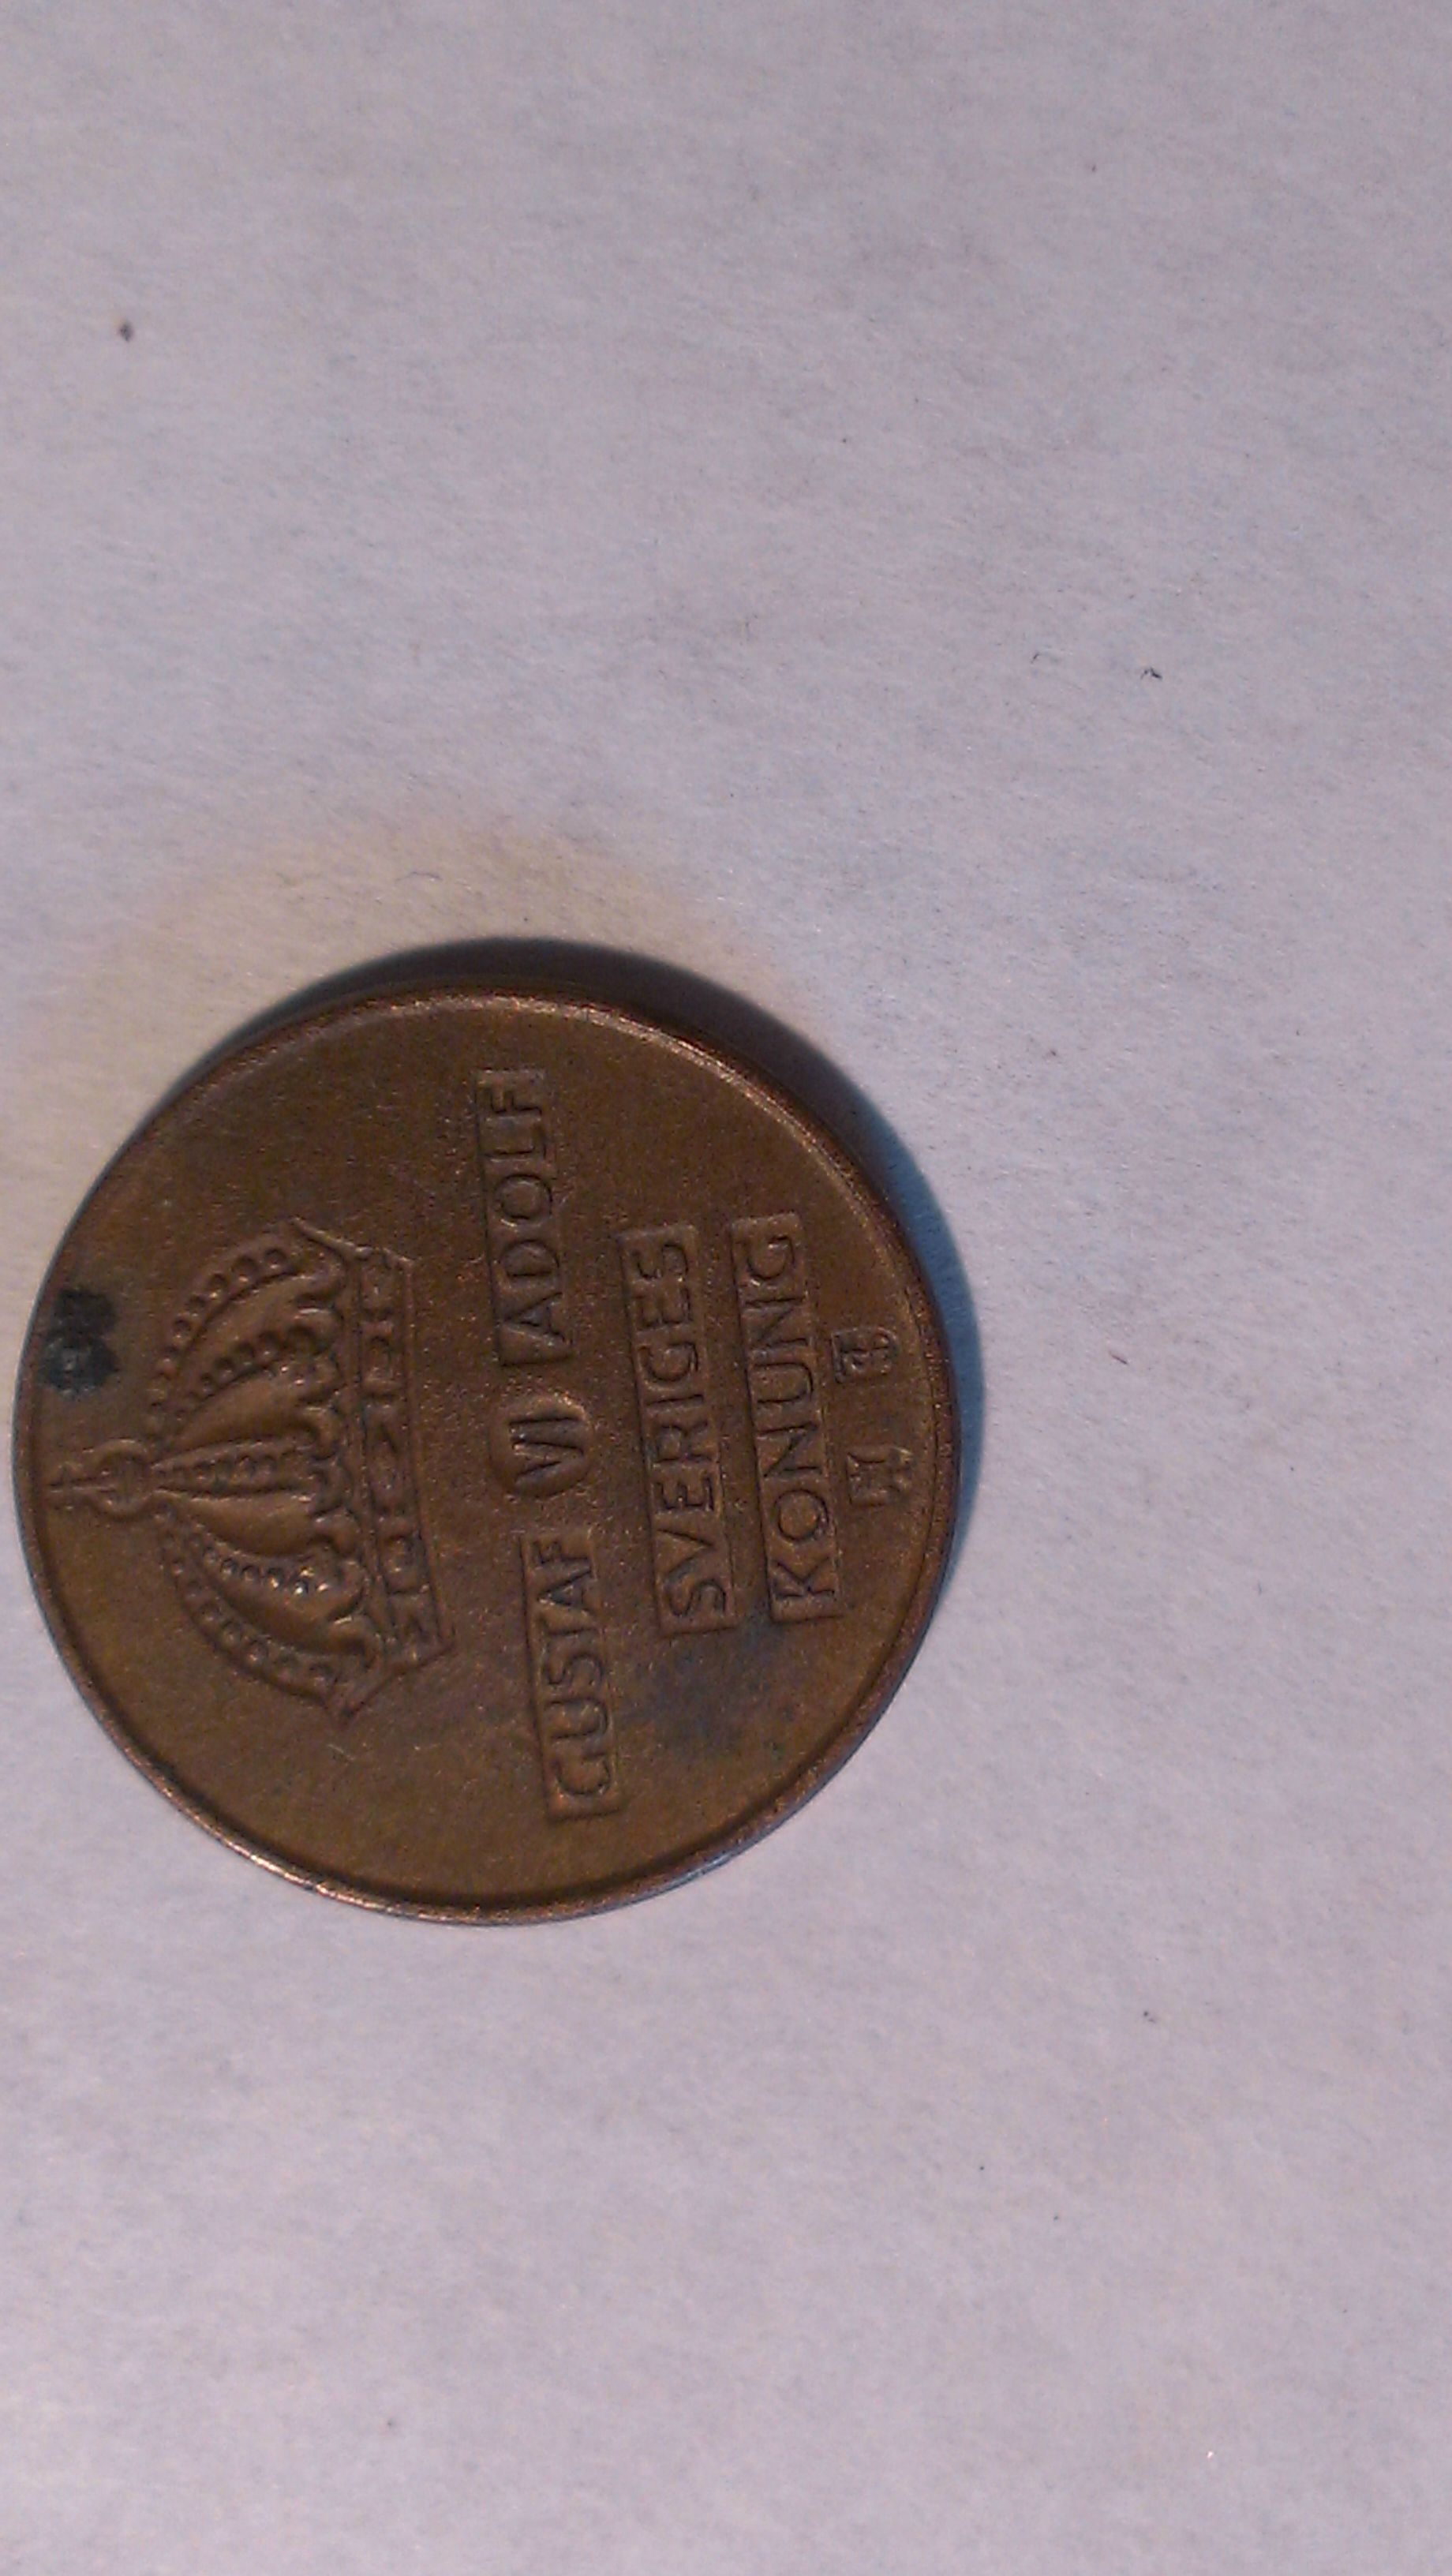 GUSTAF VI ADOLF
SVERIGES
KONUNG